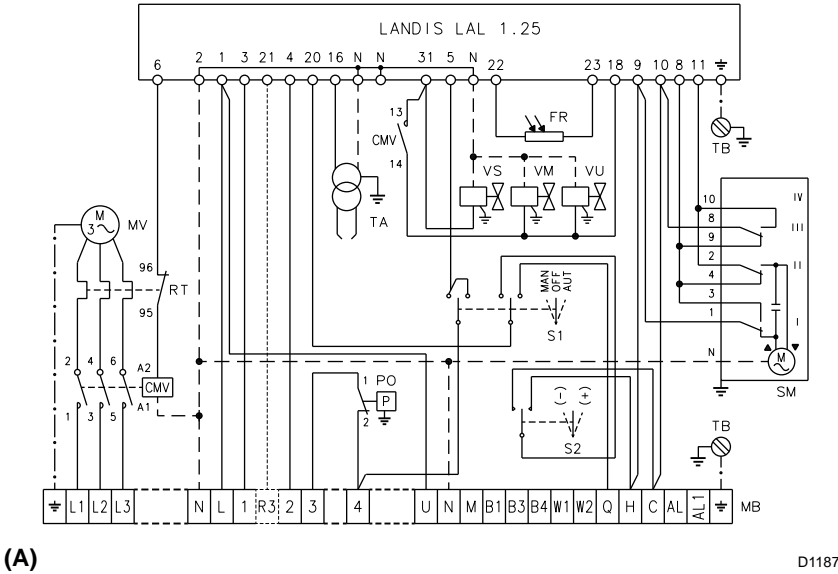 LANDIS LAL 1.25
6 2 1 3 21 4 20 16 N N 31 5 N 22 23 18 9 10 8 11
13
CMV
14
FR
TB
VS VM VU
TA
10 IV
8
III
9
2
II
4
3
1
I
N
M
SM
M
3
MV
96
RT
95
MAN
OFF
AUT
S1
2 4 6 A2
CMV
1 3 5 A1
1 PO
P
2
(-) (+)
S2
TB
L1 L2 L3 N L 1 R3 2 3 4 U N M B1 B3 B4 W1 W2 Q H C AL AL1 MB
(A)
D1187